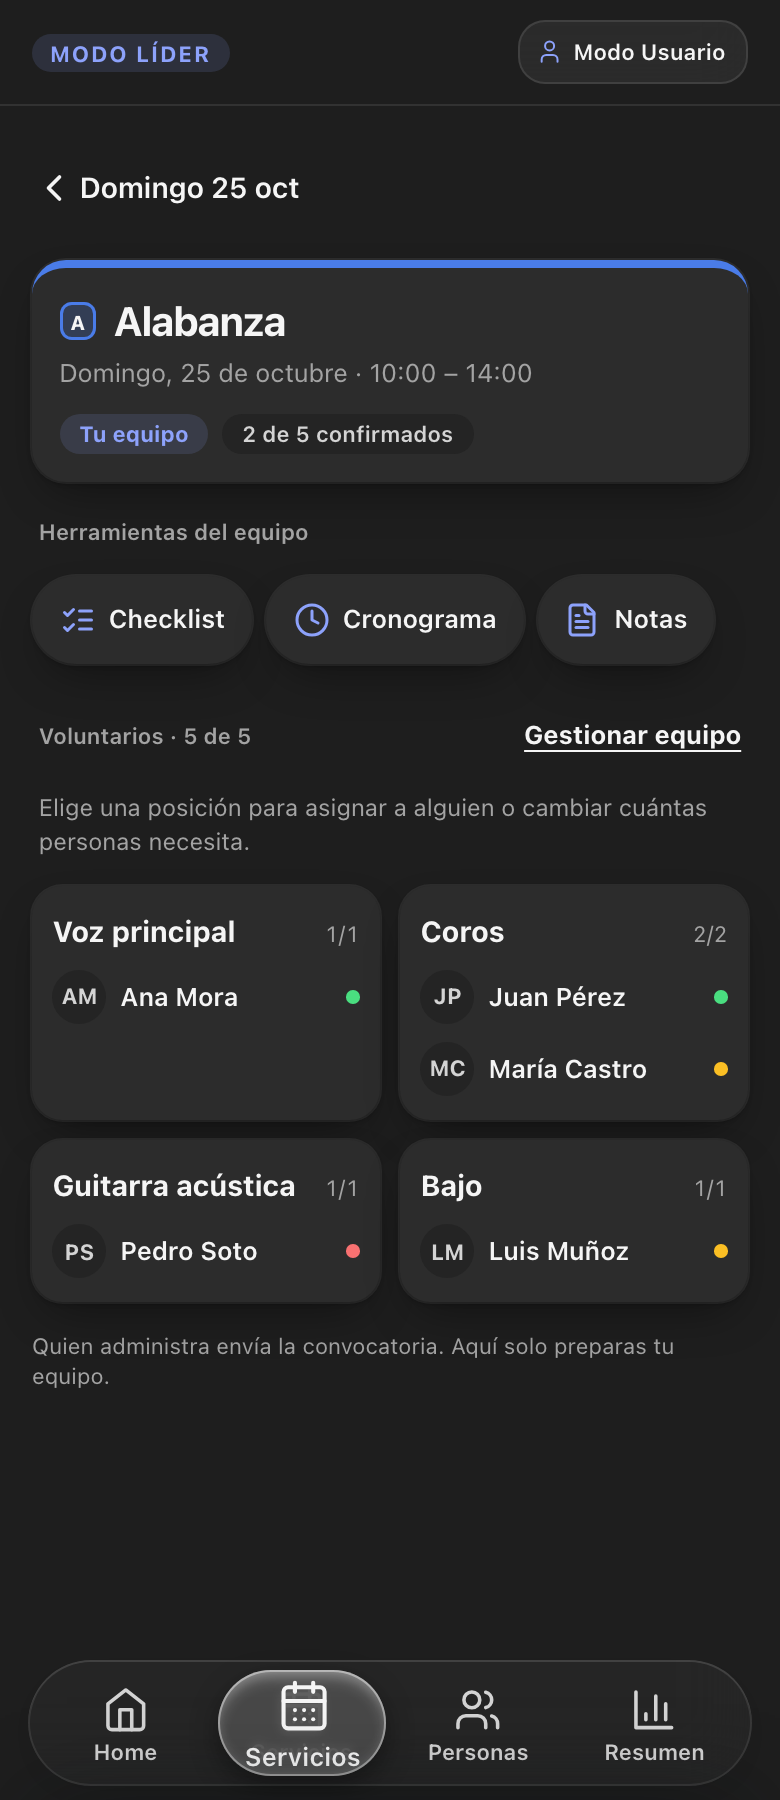 MODO LÍDER
Modo Usuario
Domingo 25 oct
A Alabanza
Domingo, 25 de octubre · 10:00 – 14:00
Tu equipo
2 de 5 confirmados
Herramientas del equipo
Checklist
Cronograma
Notas
Voluntarios · 5 de 5
Gestionar equipo
Elige una posición para asignar a alguien o cambiar cuántas
personas necesita.
Voz principal 1/1
AM Ana Mora
Coros 2/2
JP Juan Pérez
MC María Castro
Guitarra acústica 1/1
PS Pedro Soto
Bajo 1/1
LM Luis Muñoz
Quien administra envía la convocatoria. Aquí solo preparas tu
equipo.
Home
Servicios
Personas
Resumen